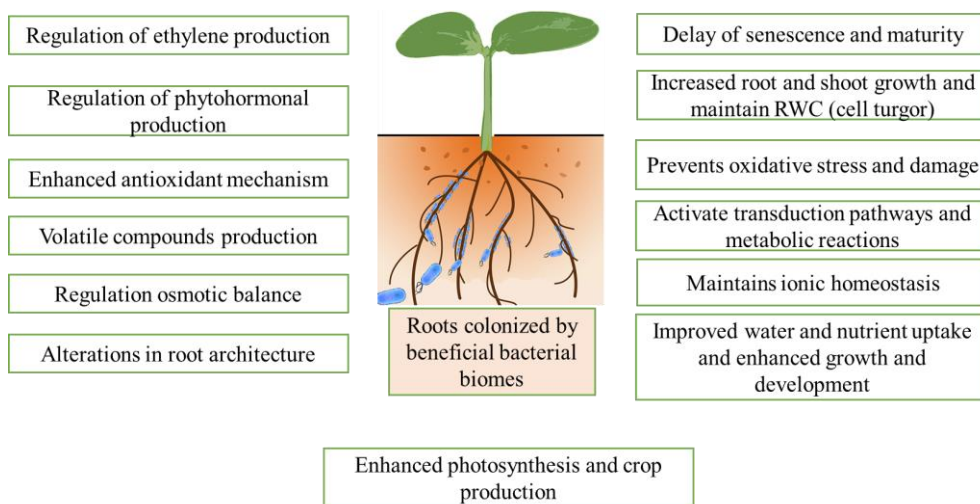 Regulation of ethylene production
Regulation of phytohormonal
production
Enhanced antioxidant mechanism
Volatile compounds production
Regulation osmotic balance
Alterations in root architecture
Roots colonized by
beneficial bacterial
biomes
Delay of senescence and maturity
Increased root and shoot growth and
maintain RWC (cell turgor)
Prevents oxidative stress and damage
Activate transduction pathways and
metabolic reactions
Maintains ionic homeostasis
Improved water and nutrient uptake
and enhanced growth and
development
Enhanced photosynthesis and crop
production